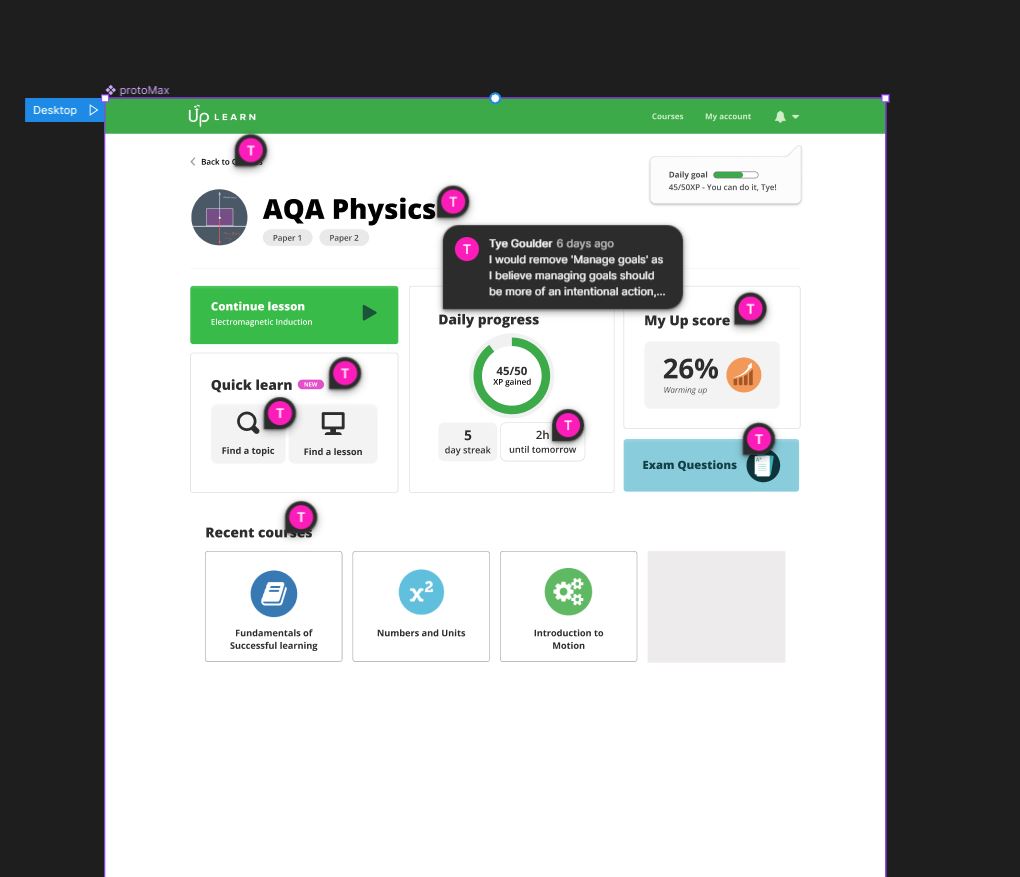 protoMax
Desktop
Up LEARN
Courses
My account
T
Back to
Daily goal
45/50XP - You can do it, Tye!
T
AQA Physics
Paper 1
Paper 2
T
Tye Goulder 6 days ago
I would remove 'Manage goals' as
I believe managing goals should
be more of an intentional action,...
Continue lesson
Electromagnetic Induction
Daily progress
45/50
XP gained
5
day streak
2h
until tomorrow
T
My Up score
T
26%
Warming up
Quick learn
NEW
T
T
Find a topic
Find a lesson
Exam Questions
T
Recent courses
T
Fundamentals of
Successful learning
x²
Numbers and Units
Introduction to
Motion